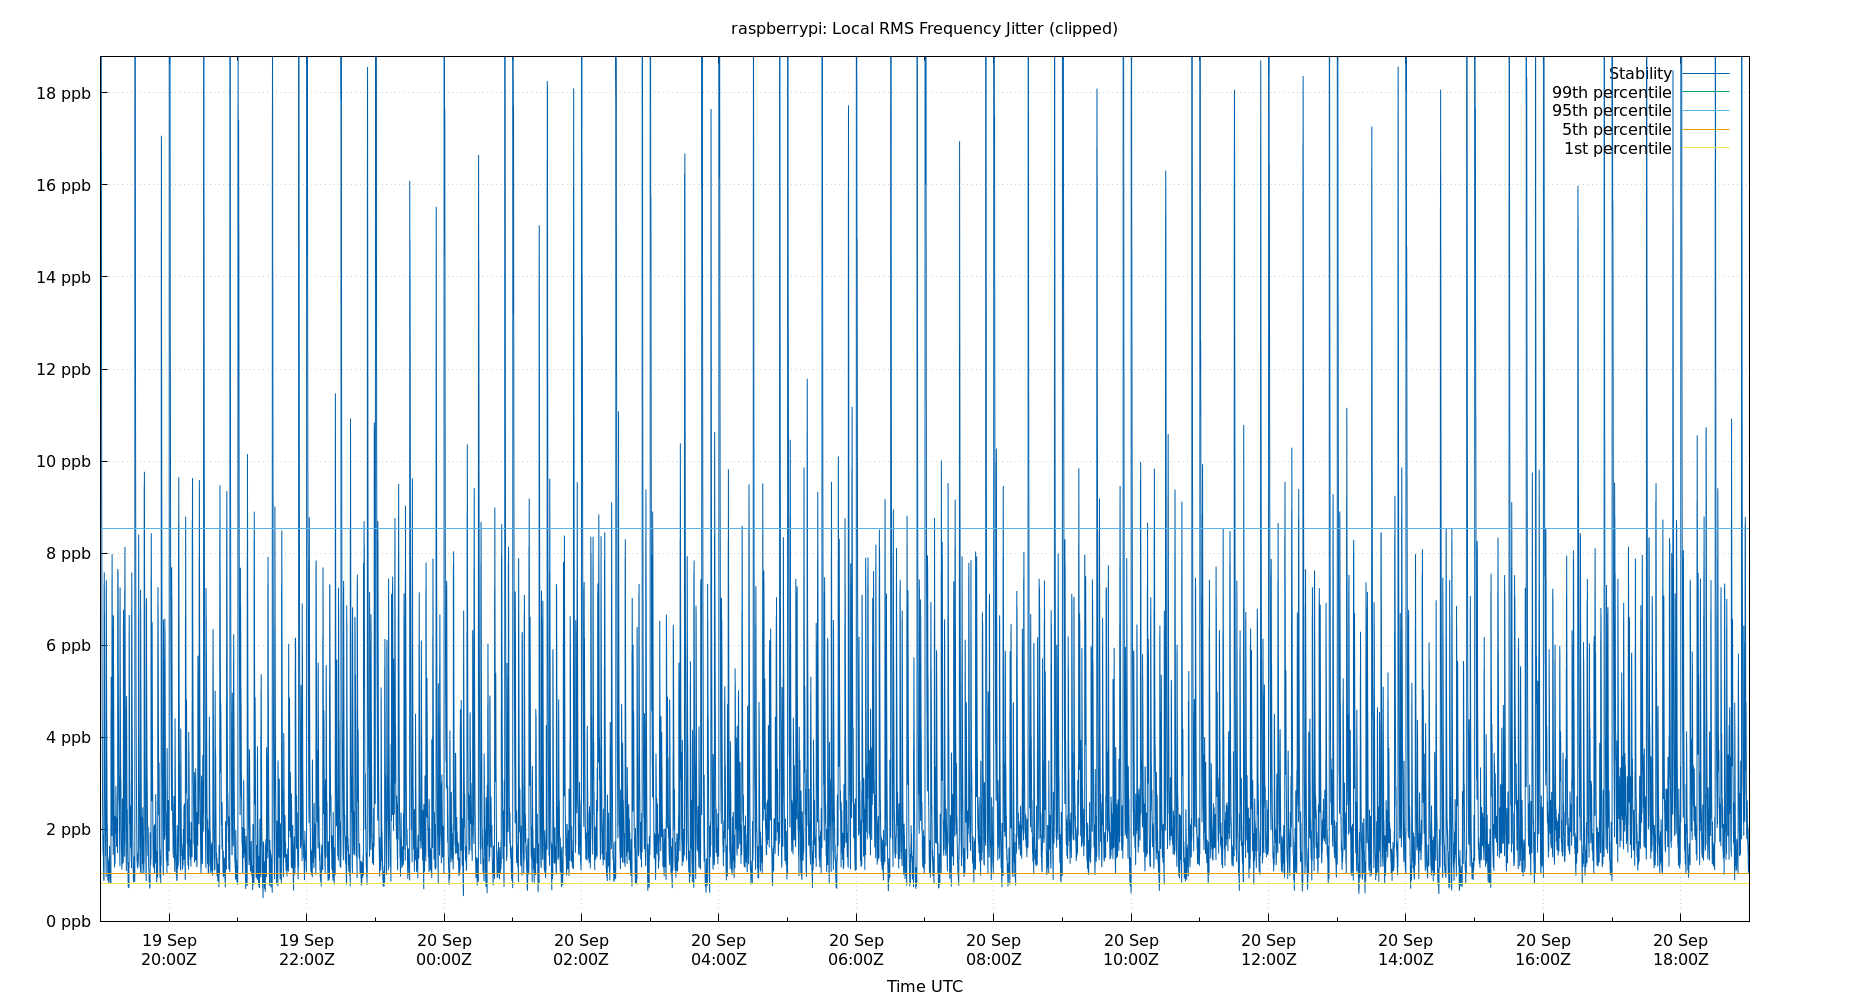 raspberrypi: Local RMS Frequency Jitter (clipped)
18 ppb
16 ppb
14 ppb
12 ppb
10 ppb
8 ppb
6 ppb
4 ppb
2 ppb
0 ppb
Stability
99th percentile
95th percentile
5th percentile
1st percentile
19 Sep 19 Sep 20 Sep 20 Sep 20 Sep 20 Sep 20 Sep 20 Sep 20 Sep 20 Sep 20 Sep 20 Sep
20:00Z 22:00Z 00:00Z 02:00Z 04:00Z 06:00Z 08:00Z 10:00Z 12:00Z 14:00Z 16:00Z 18:00Z
Time UTC